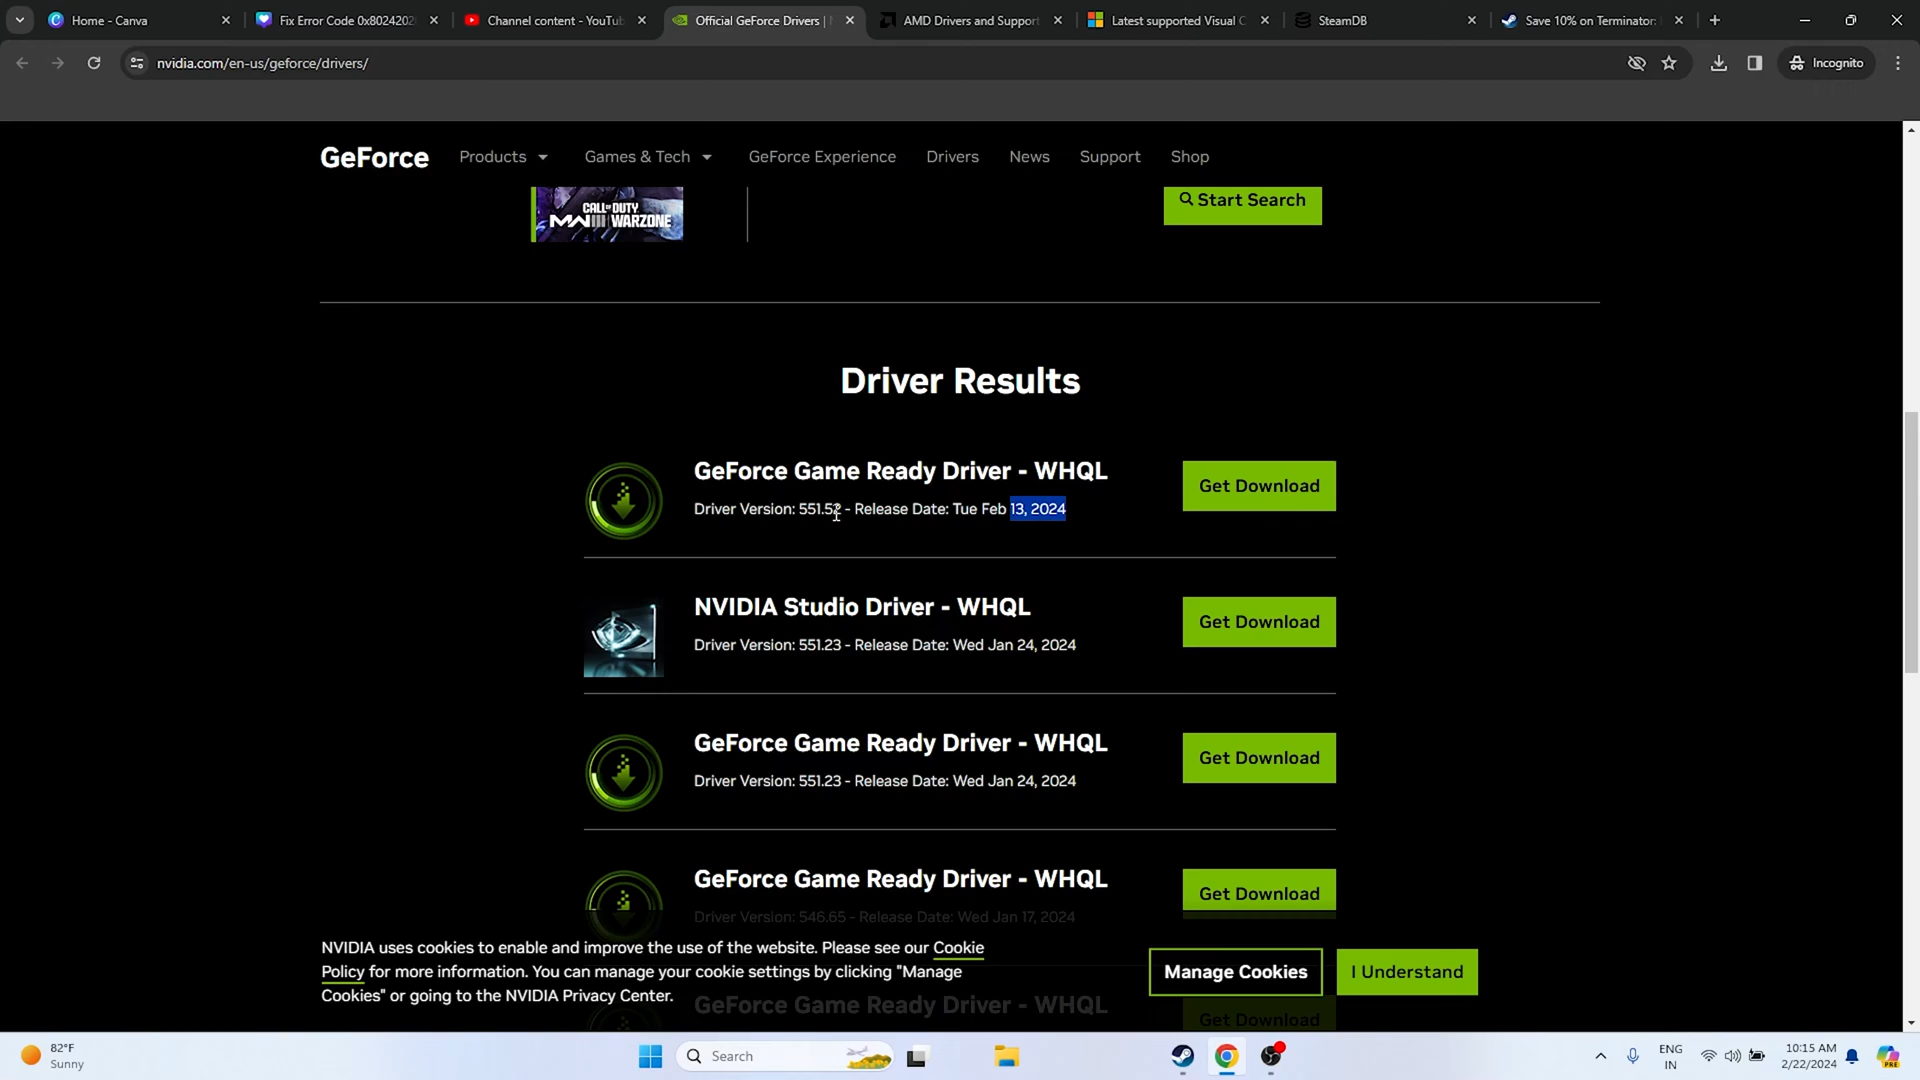 Home - Canva
Fix Error Code 0x8024202
Channel content - YouTub
Official GeForce Drivers |
AMD Drivers and Support
Latest supported Visual C
SteamDB
Save 10% on Terminator:
nvidia.com/en-us/geforce/drivers/
Incognito
GeForce
Products
Games & Tech
GeForce Experience
Drivers
News
Support
Shop
CALL OF DUTY
MWIII WARZONE
Start Search
Driver Results
GeForce Game Ready Driver - WHQL
Driver Version: 551.52 - Release Date: Tue Feb 13, 2024
Get Download
NVIDIA Studio Driver - WHQL
Driver Version: 551.23 - Release Date: Wed Jan 24, 2024
Get Download
GeForce Game Ready Driver - WHQL
Driver Version: 551.23 - Release Date: Wed Jan 24, 2024
Get Download
GeForce Game Ready Driver - WHQL
Driver Version: 546.65 - Release Date: Wed Jan 17, 2024
Get Download
NVIDIA uses cookies to enable and improve the use of the website. Please see our Cookie
Policy for more information. You can manage your cookie settings by clicking "Manage
Cookies" or going to the NVIDIA Privacy Center.
Manage Cookies
I Understand
GeForce Game Ready Driver - WHQL
Get Download
82°F
Sunny
Search
ENG
IN
10:15 AM
2/22/2024
PRE